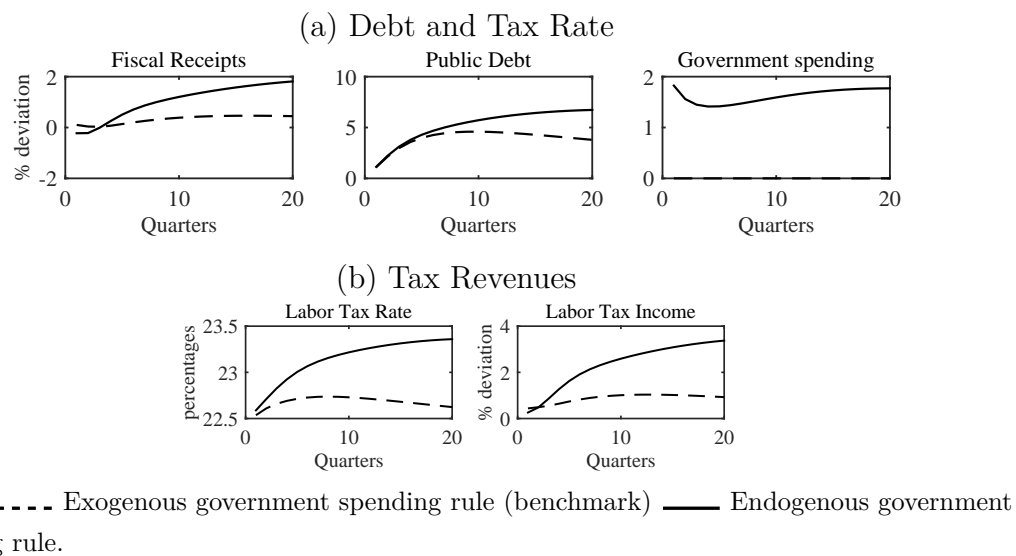 (a) Debt and Tax Rate
Fiscal Receipts Public Debt Government spending
% deviation
2 0 -2
10 5 0
2 1 0
0 10 20 0 10 20 0 10 20
Quarters Quarters Quarters
(b) Tax Revenues
Labor Tax Rate Labor Tax Income
percentages % deviation
23.5 23 22.5
4 2 0
0 10 20 0 10 20
Quarters Quarters
Exogenous government spending rule (benchmark) Endogenous government
g rule.